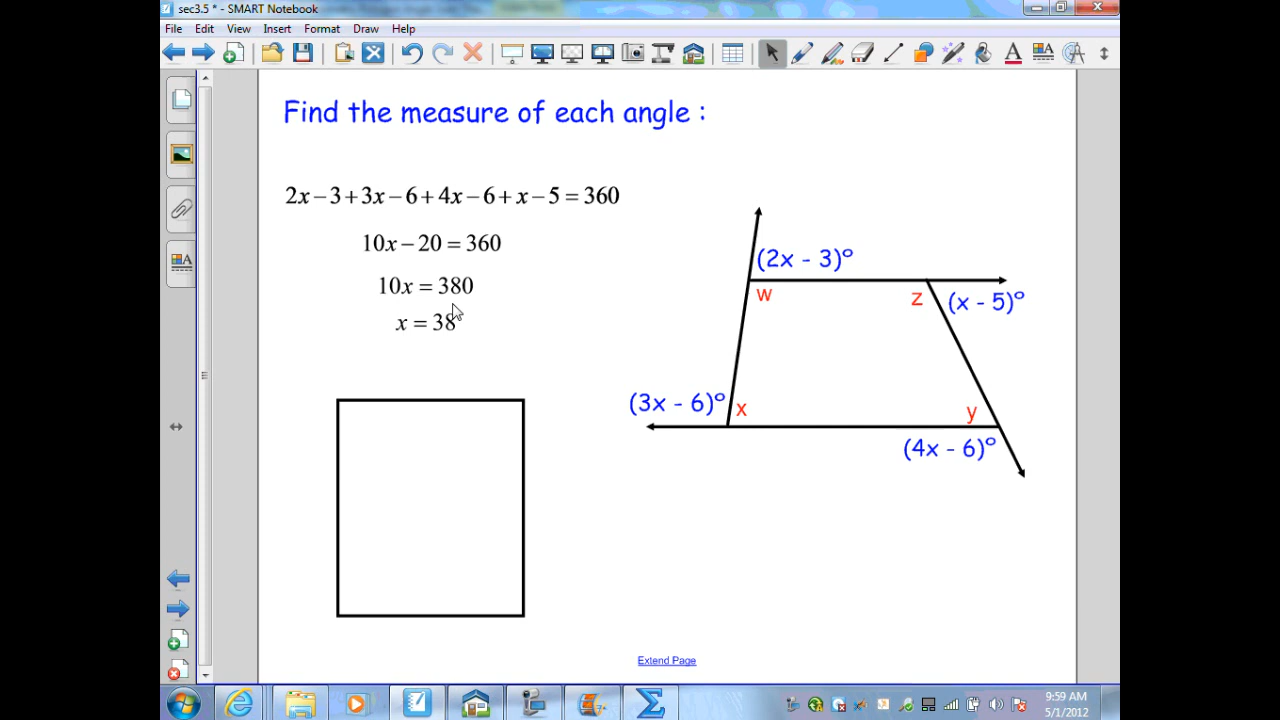 sec3.5 * - SMART Notebook
File Edit View Insert Format Draw Help
Find the measure of each angle :
2x – 3 + 3x – 6 + 4x – 6 + x – 5 = 360
10x – 20 = 360
10x = 380
x = 38
(2x - 3)º
w
z
(x - 5)º
(3x - 6)º
x
y
(4x - 6)º
Extend Page
9:59 AM
5/1/2012